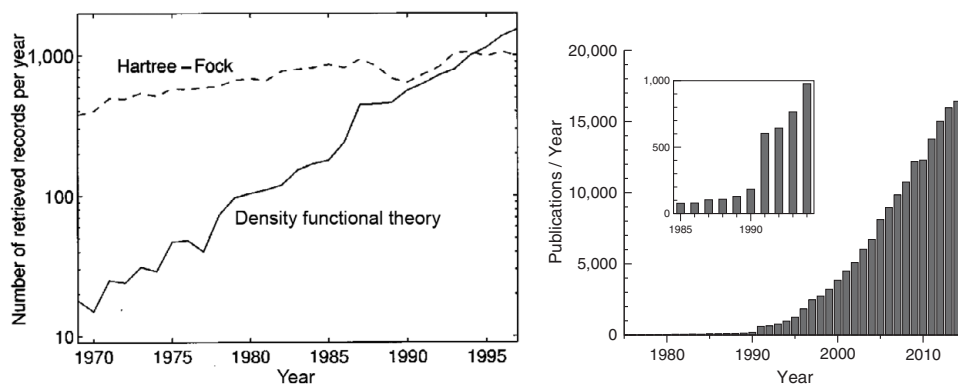 Number of retrieved records per year
1,000
100
10
Hartree – Fock
Density functional theory
1970 1975 1980 1985 1990 1995
Year
Publications / Year
20,000
15,000
10,000
5,000
0
1,000
500
0
1985 1990
1980 1990 2000 2010
Year